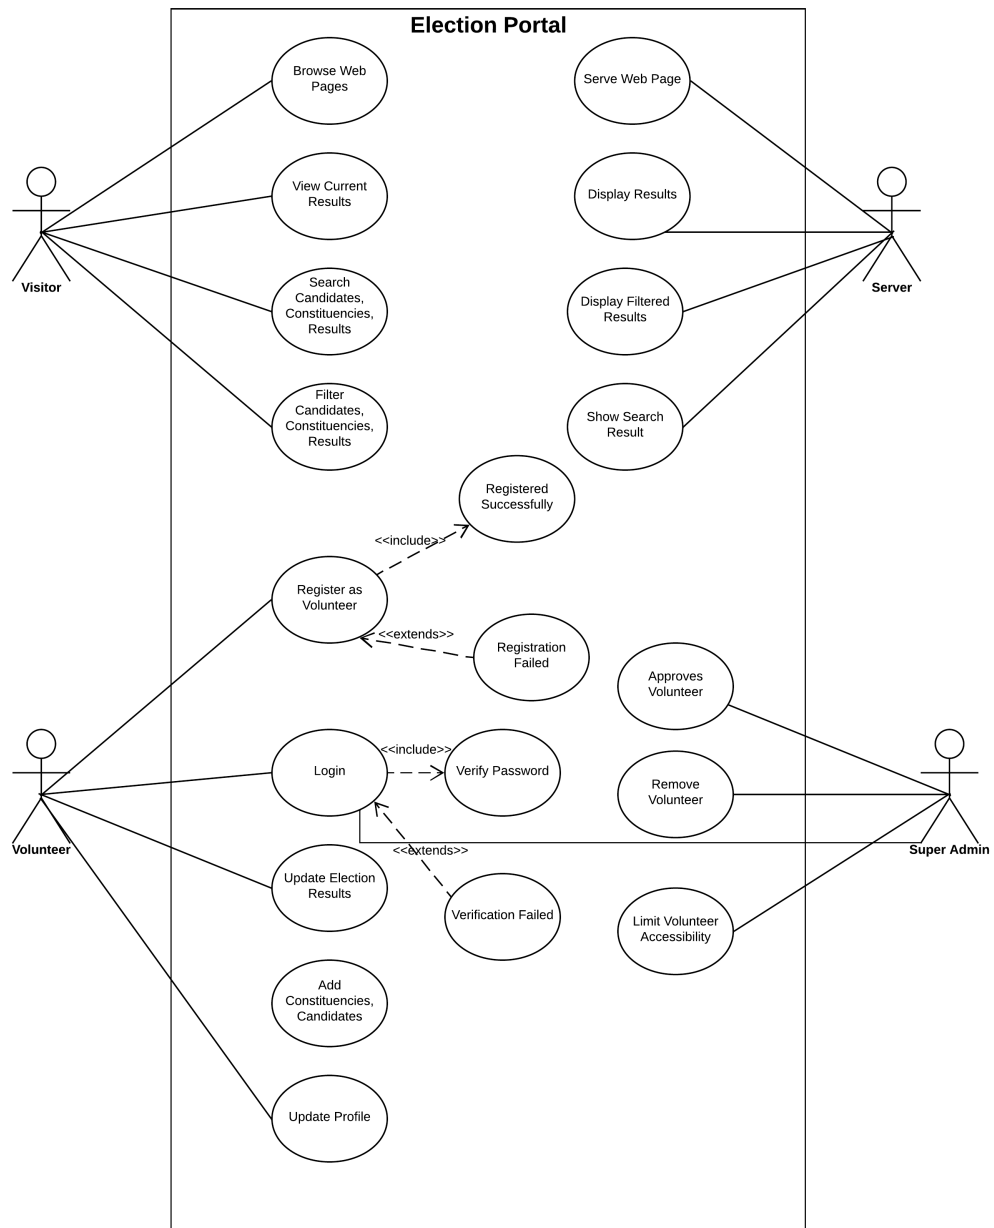 Election Portal
Browse Web
Pages
Serve Web Page
View Current
Results
Display Results
Visitor
Server
Search
Candidates,
Constituencies,
Results
Display Filtered
Results
Filter
Candidates,
Constituencies,
Results
Show Search
Result
Registered
Successfully
<<include>>
Register as
Volunteer
<<extends>>
Registration
Failed
Approves
Volunteer
Login
<<include>>
Verify Password
Remove
Volunteer
Volunteer
Super Admin
<<extends>>
Update Election
Results
Verification Failed
Limit Volunteer
Accessibility
Add
Constituencies,
Candidates
Update Profile